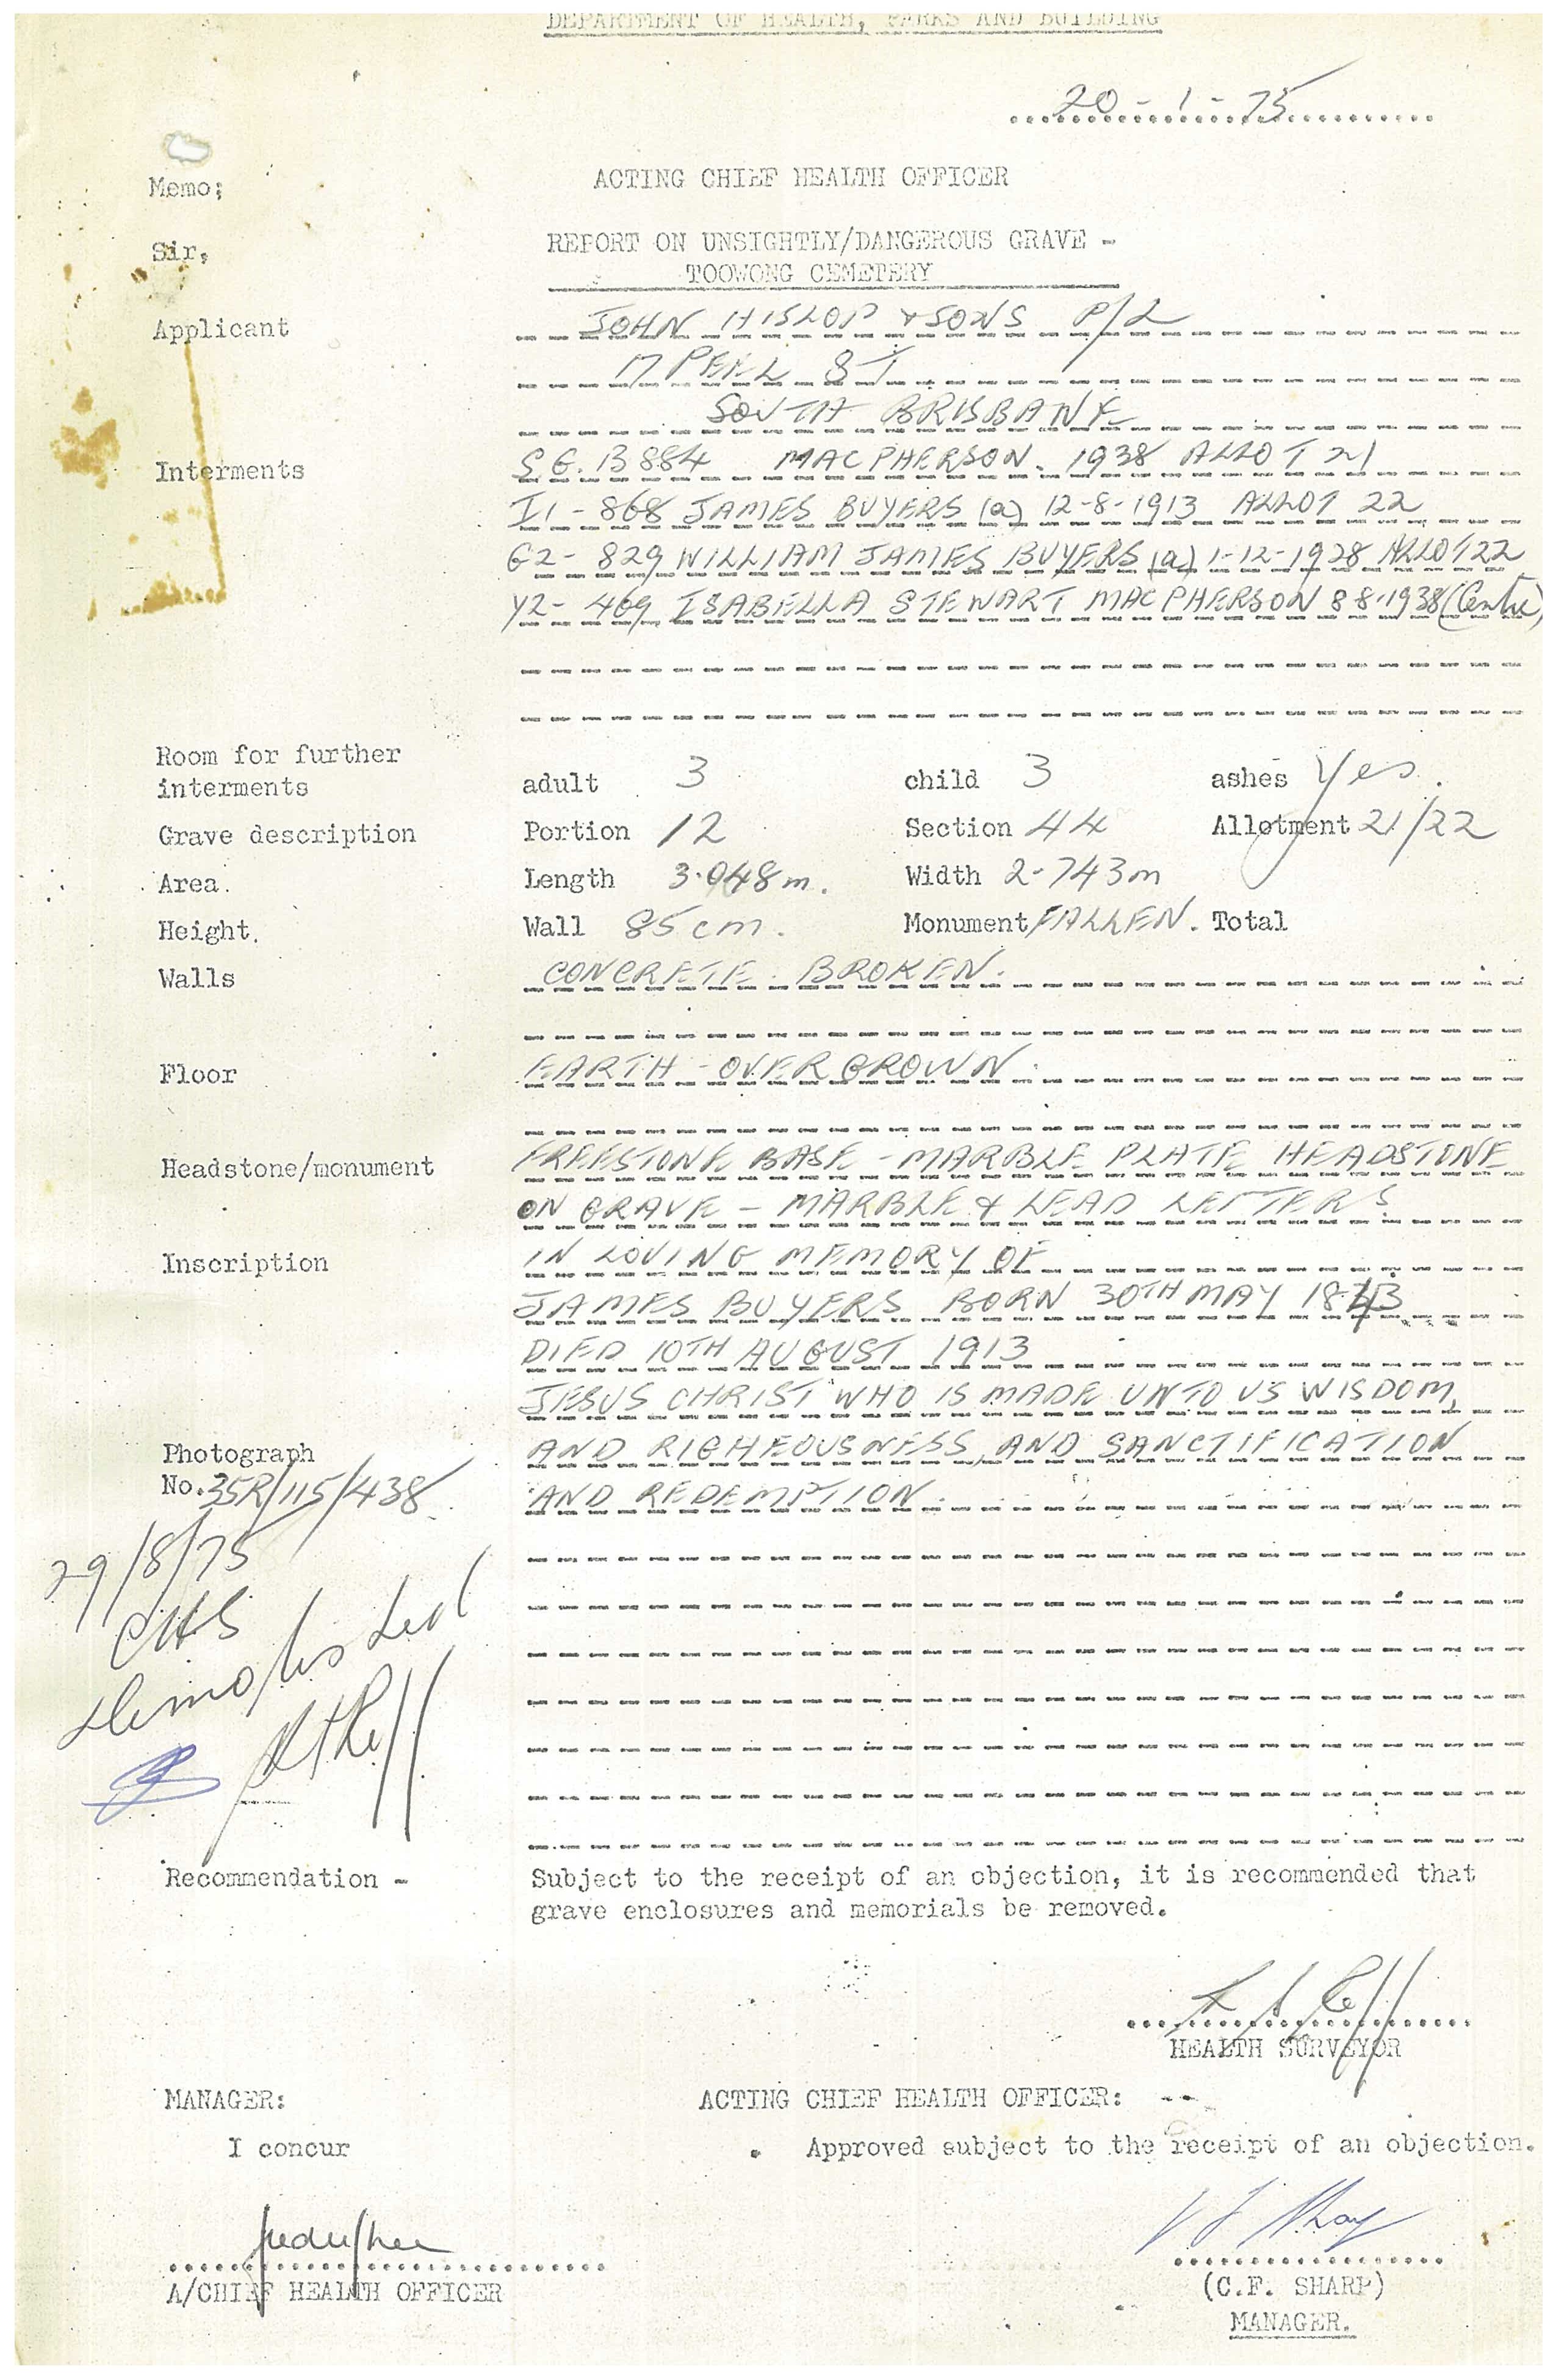 DEPARTMENT OF HEALTH, PARKS AND BUILDING
20-1-75
Memo;
ACTING CHIEF HEALTH OFFICER
Sir,
REPORT ON UNSIGHTLY/DANGEROUS GRAVE -
TOOWONG CEMETERY
Applicant JOHN HISLOP & SONS P/L
17 PEEL ST
SOUTH BRISBANE
Interments S.G. B884 MACPHERSON. 1938 ALLOT 21
I1-868 JAMES BUYERS (a) 12-8-1913 ALLOT 22
G2-829 WILLIAM JAMES BUYERS (a) 1-12-1928 ALLOT 22
Y2-469 ISABELLA STEWART MACPHERSON 8-8-1938 (Centre)
Room for further
interments adult 3 child 3 ashes Yes.
Grave description Portion 12 Section 44 Allotment 21/22
Area. Length 3.048m. Width 2-743m
Height. Wall 85cm. Monument FALLEN. Total
Walls CONCRETE. BROKEN.
Floor EARTH-OVERGROWN.
Headstone/monument FREESTONE BASE - MARBLE PLATE HEADSTONE
ON GRAVE - MARBLE & LEAD LETTERS
Inscription IN LOVING MEMORY OF
JAMES BUYERS BORN 30TH MAY 1843
DIED 10TH AUGUST 1913
JESUS CHRIST WHO IS MADE UNTO US WISDOM,
Photograph AND RIGHEOUSNESS, AND SANCTIFICATION
No. 35R/115/438 AND REDEMPTION.
29/8/75
CHS
Recommendation - Subject to the receipt of an objection, it is recommended that
grave enclosures and memorials be removed.
HEALTH SURVEYOR
MANAGER: ACTING CHIEF HEALTH OFFICER: --
I concur Approved subject to the receipt of an objection.
A/CHIEF HEALTH OFFICER (C.F. SHARP)
MANAGER.